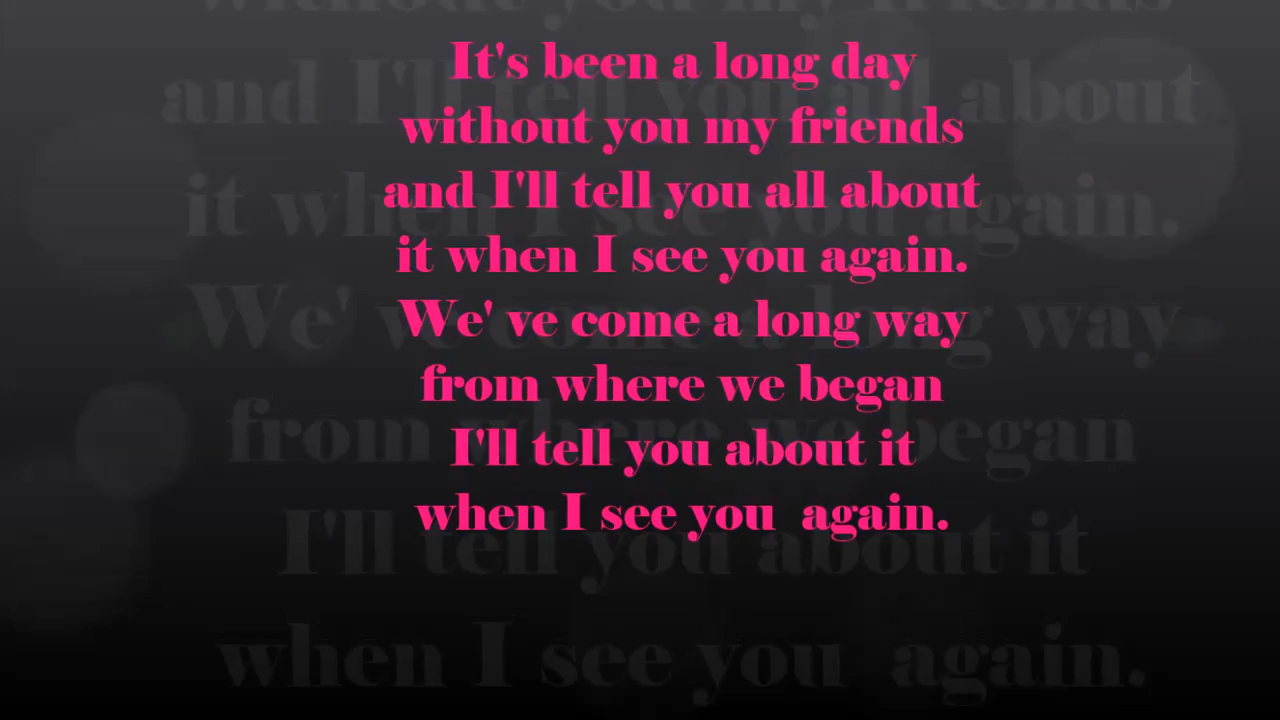 It's been a long day
without you my friends
and I'll tell you all about
it when I see you again.
We' ve come a long way
from where we began
I'll tell you about it
when I see you  again.